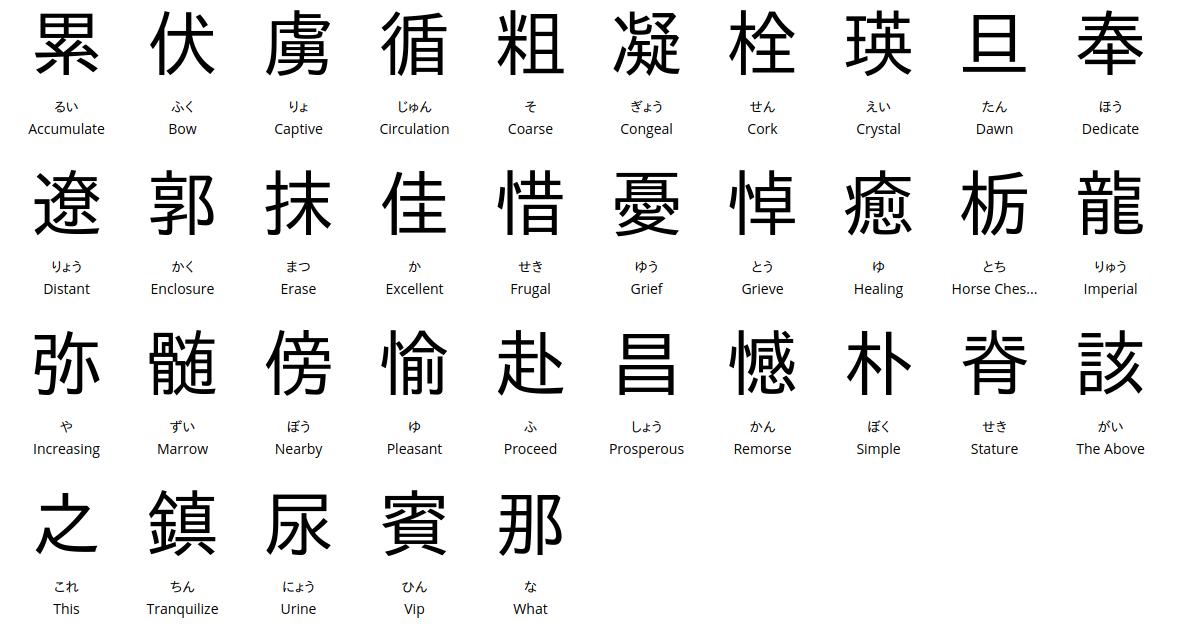 累 伏 虜 循 粗 凝 栓 瑛 旦 奉
るい ふく りょ じゅん そ ぎょう せん えい たん ほう
Accumulate Bow Captive Circulation Coarse Congeal Cork Crystal Dawn Dedicate
遼 郭 抹 佳 惜 憂 悼 癒 栃 龍
りょう かく まつ か せき ゆう とう ゆ とち りゅう
Distant Enclosure Erase Excellent Frugal Grief Grieve Healing Horse Ches... Imperial
弥 髄 傍 愉 赴 昌 憾 朴 脊 該
や ずい ぼう ゆ ふ しょう かん ぼく せき がい
Increasing Marrow Nearby Pleasant Proceed Prosperous Remorse Simple Stature The Above
之 鎮 尿 賓 那
これ ちん にょう ひん な
This Tranquilize Urine Vip What